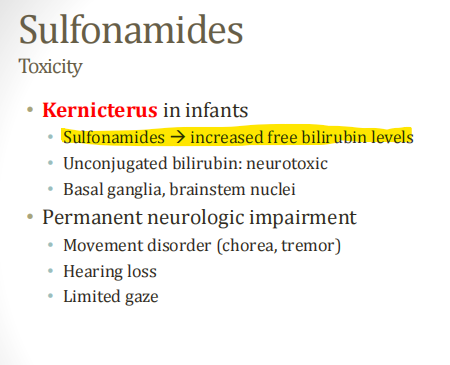 Sulfonamides
Toxicity
• Kernicterus in infants
• Sulfonamides → increased free bilirubin levels
• Unconjugated bilirubin: neurotoxic
• Basal ganglia, brainstem nuclei
• Permanent neurologic impairment
• Movement disorder (chorea, tremor)
• Hearing loss
• Limited gaze